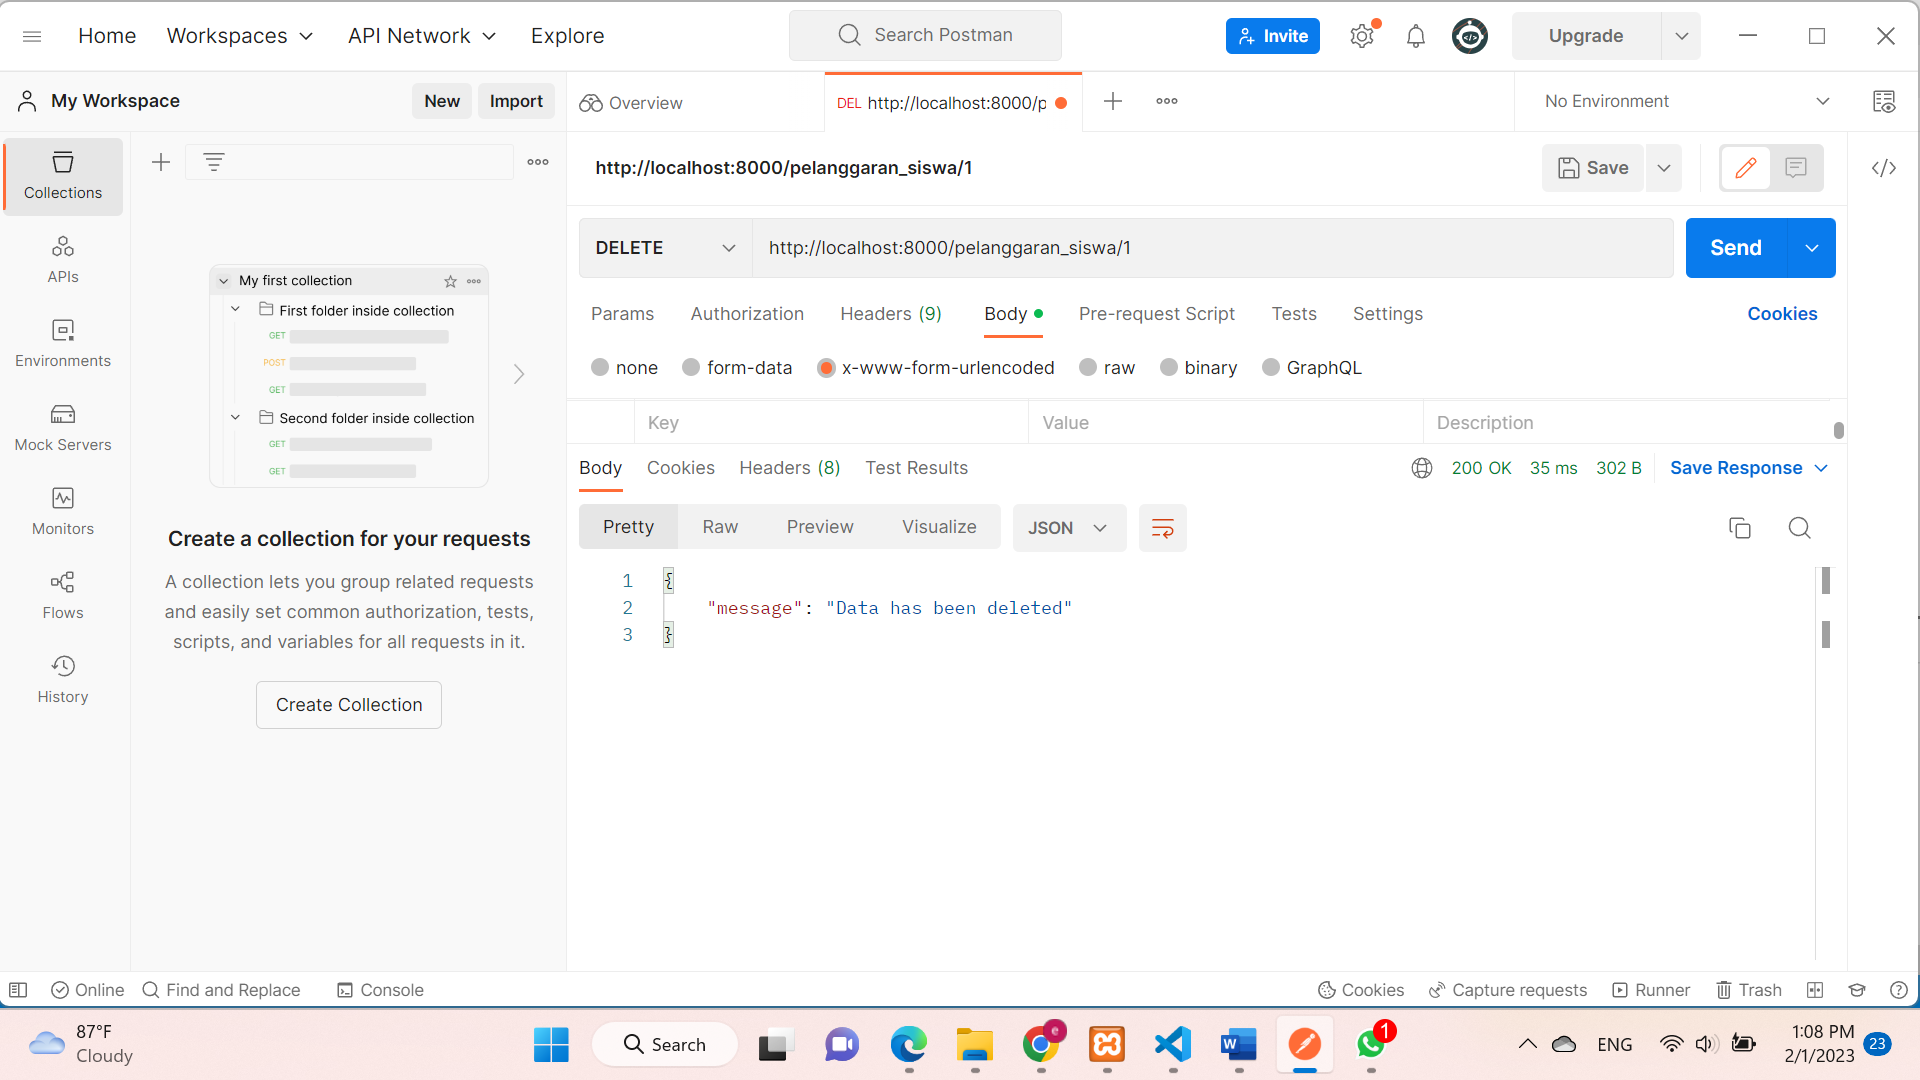 Home
Workspaces
API Network
Explore
Search Postman
Invite
Upgrade
My Workspace
New
Import
Overview
DEL http://localhost:8000/p
No Environment
Collections
APIs
Environments
Mock Servers
Monitors
Flows
History
My first collection
First folder inside collection
GET
POST
GET
Second folder inside collection
GET
GET
Create a collection for your requests
A collection lets you group related requests
and easily set common authorization, tests,
scripts, and variables for all requests in it.
Create Collection
http://localhost:8000/pelanggaran_siswa/1
Save
DELETE
http://localhost:8000/pelanggaran_siswa/1
Send
Params
Authorization
Headers (9)
Body
Pre-request Script
Tests
Settings
Cookies
none
form-data
x-www-form-urlencoded
raw
binary
GraphQL
Key
Value
Description
Body
Cookies
Headers (8)
Test Results
200 OK
35 ms
302 B
Save Response
Pretty
Raw
Preview
Visualize
JSON
1 {
2 "message": "Data has been deleted"
3 }
Online
Find and Replace
Console
Cookies
Capture requests
Runner
Trash
87°F
Cloudy
Search
e
1
ENG
1:08 PM
2/1/2023
23